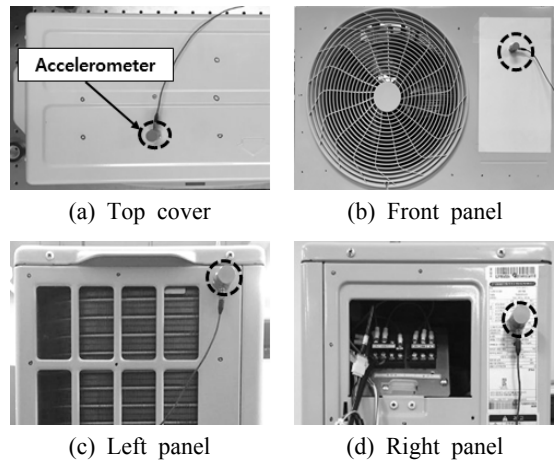 Accelerometer
(a) Top cover
(b) Front panel
(c) Left panel
(d) Right panel